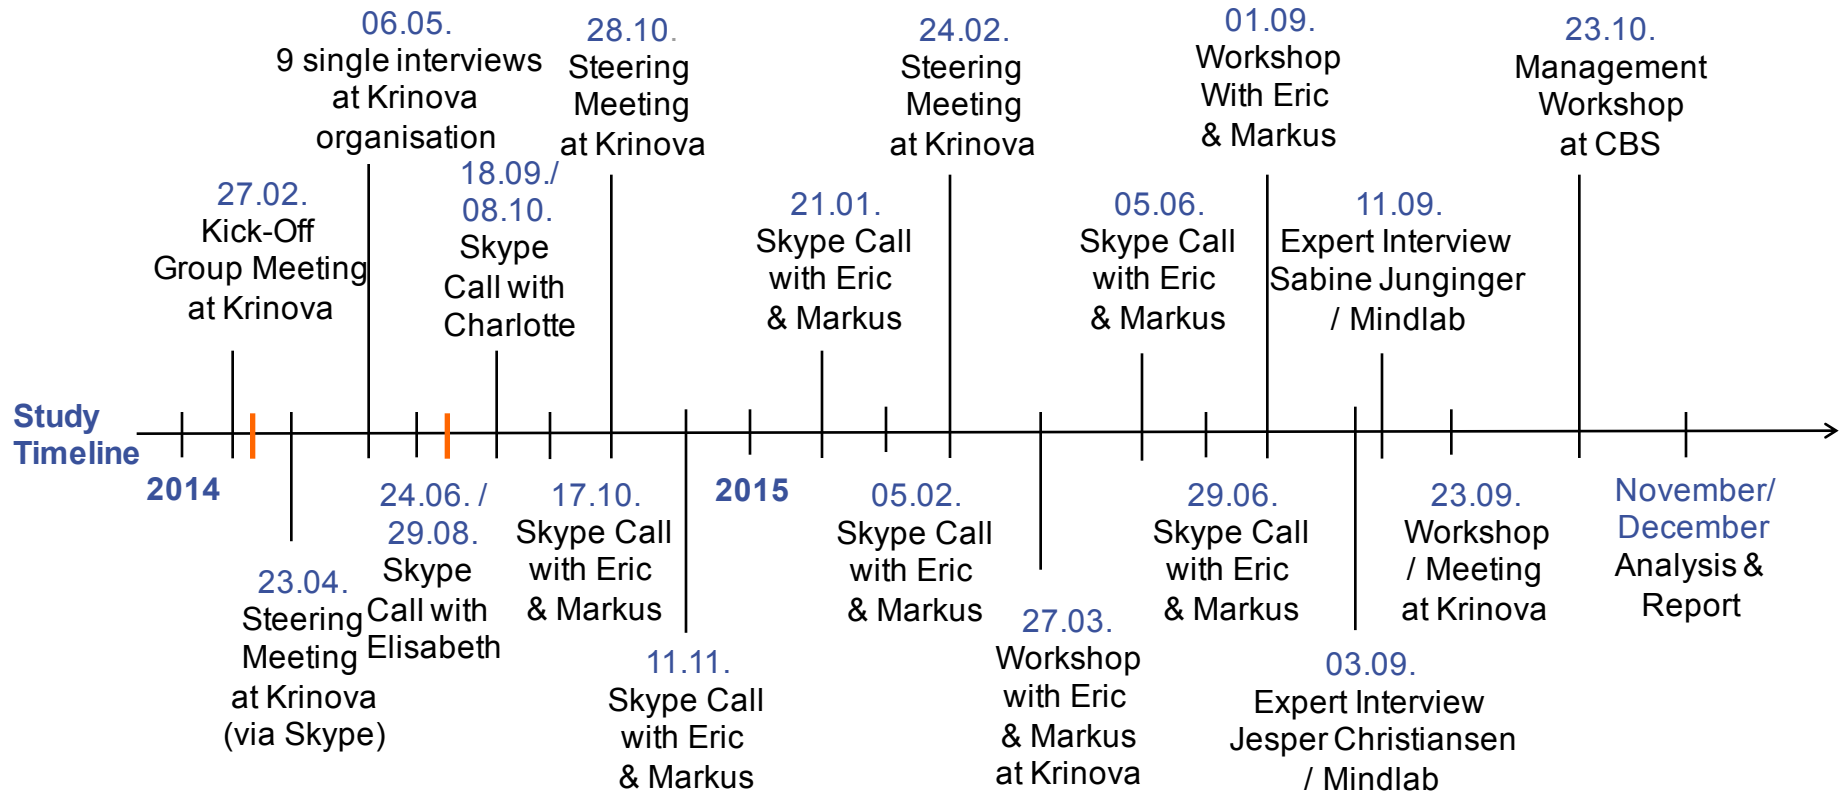 06.05.
9 single interviews
at Krinova
organisation
28.10.
Steering
Meeting
at Krinova
24.02.
Steering
Meeting
at Krinova
01.09.
Workshop
With Eric
& Markus
23.10.
Management
Workshop
at CBS
27.02.
Kick-Off
Group Meeting
at Krinova
18.09./
08.10.
Skype
Call with
Charlotte
21.01.
Skype Call
with Eric
& Markus
05.06.
Skype Call
with Eric
& Markus
11.09.
Expert Interview
Sabine Junginger
/ Mindlab
Study
Timeline
2014
2015
23.04.
Steering
Meeting
at Krinova
(via Skype)
24.06. /
29.08.
Skype
Call with
Elisabeth
17.10.
Skype Call
with Eric
& Markus
11.11.
Skype Call
with Eric
& Markus
05.02.
Skype Call
with Eric
& Markus
27.03.
Workshop
with Eric
& Markus
at Krinova
29.06.
Skype Call
with Eric
& Markus
03.09.
Expert Interview
Jesper Christiansen
/ Mindlab
23.09.
Workshop
/ Meeting
at Krinova
November/
December
Analysis &
Report